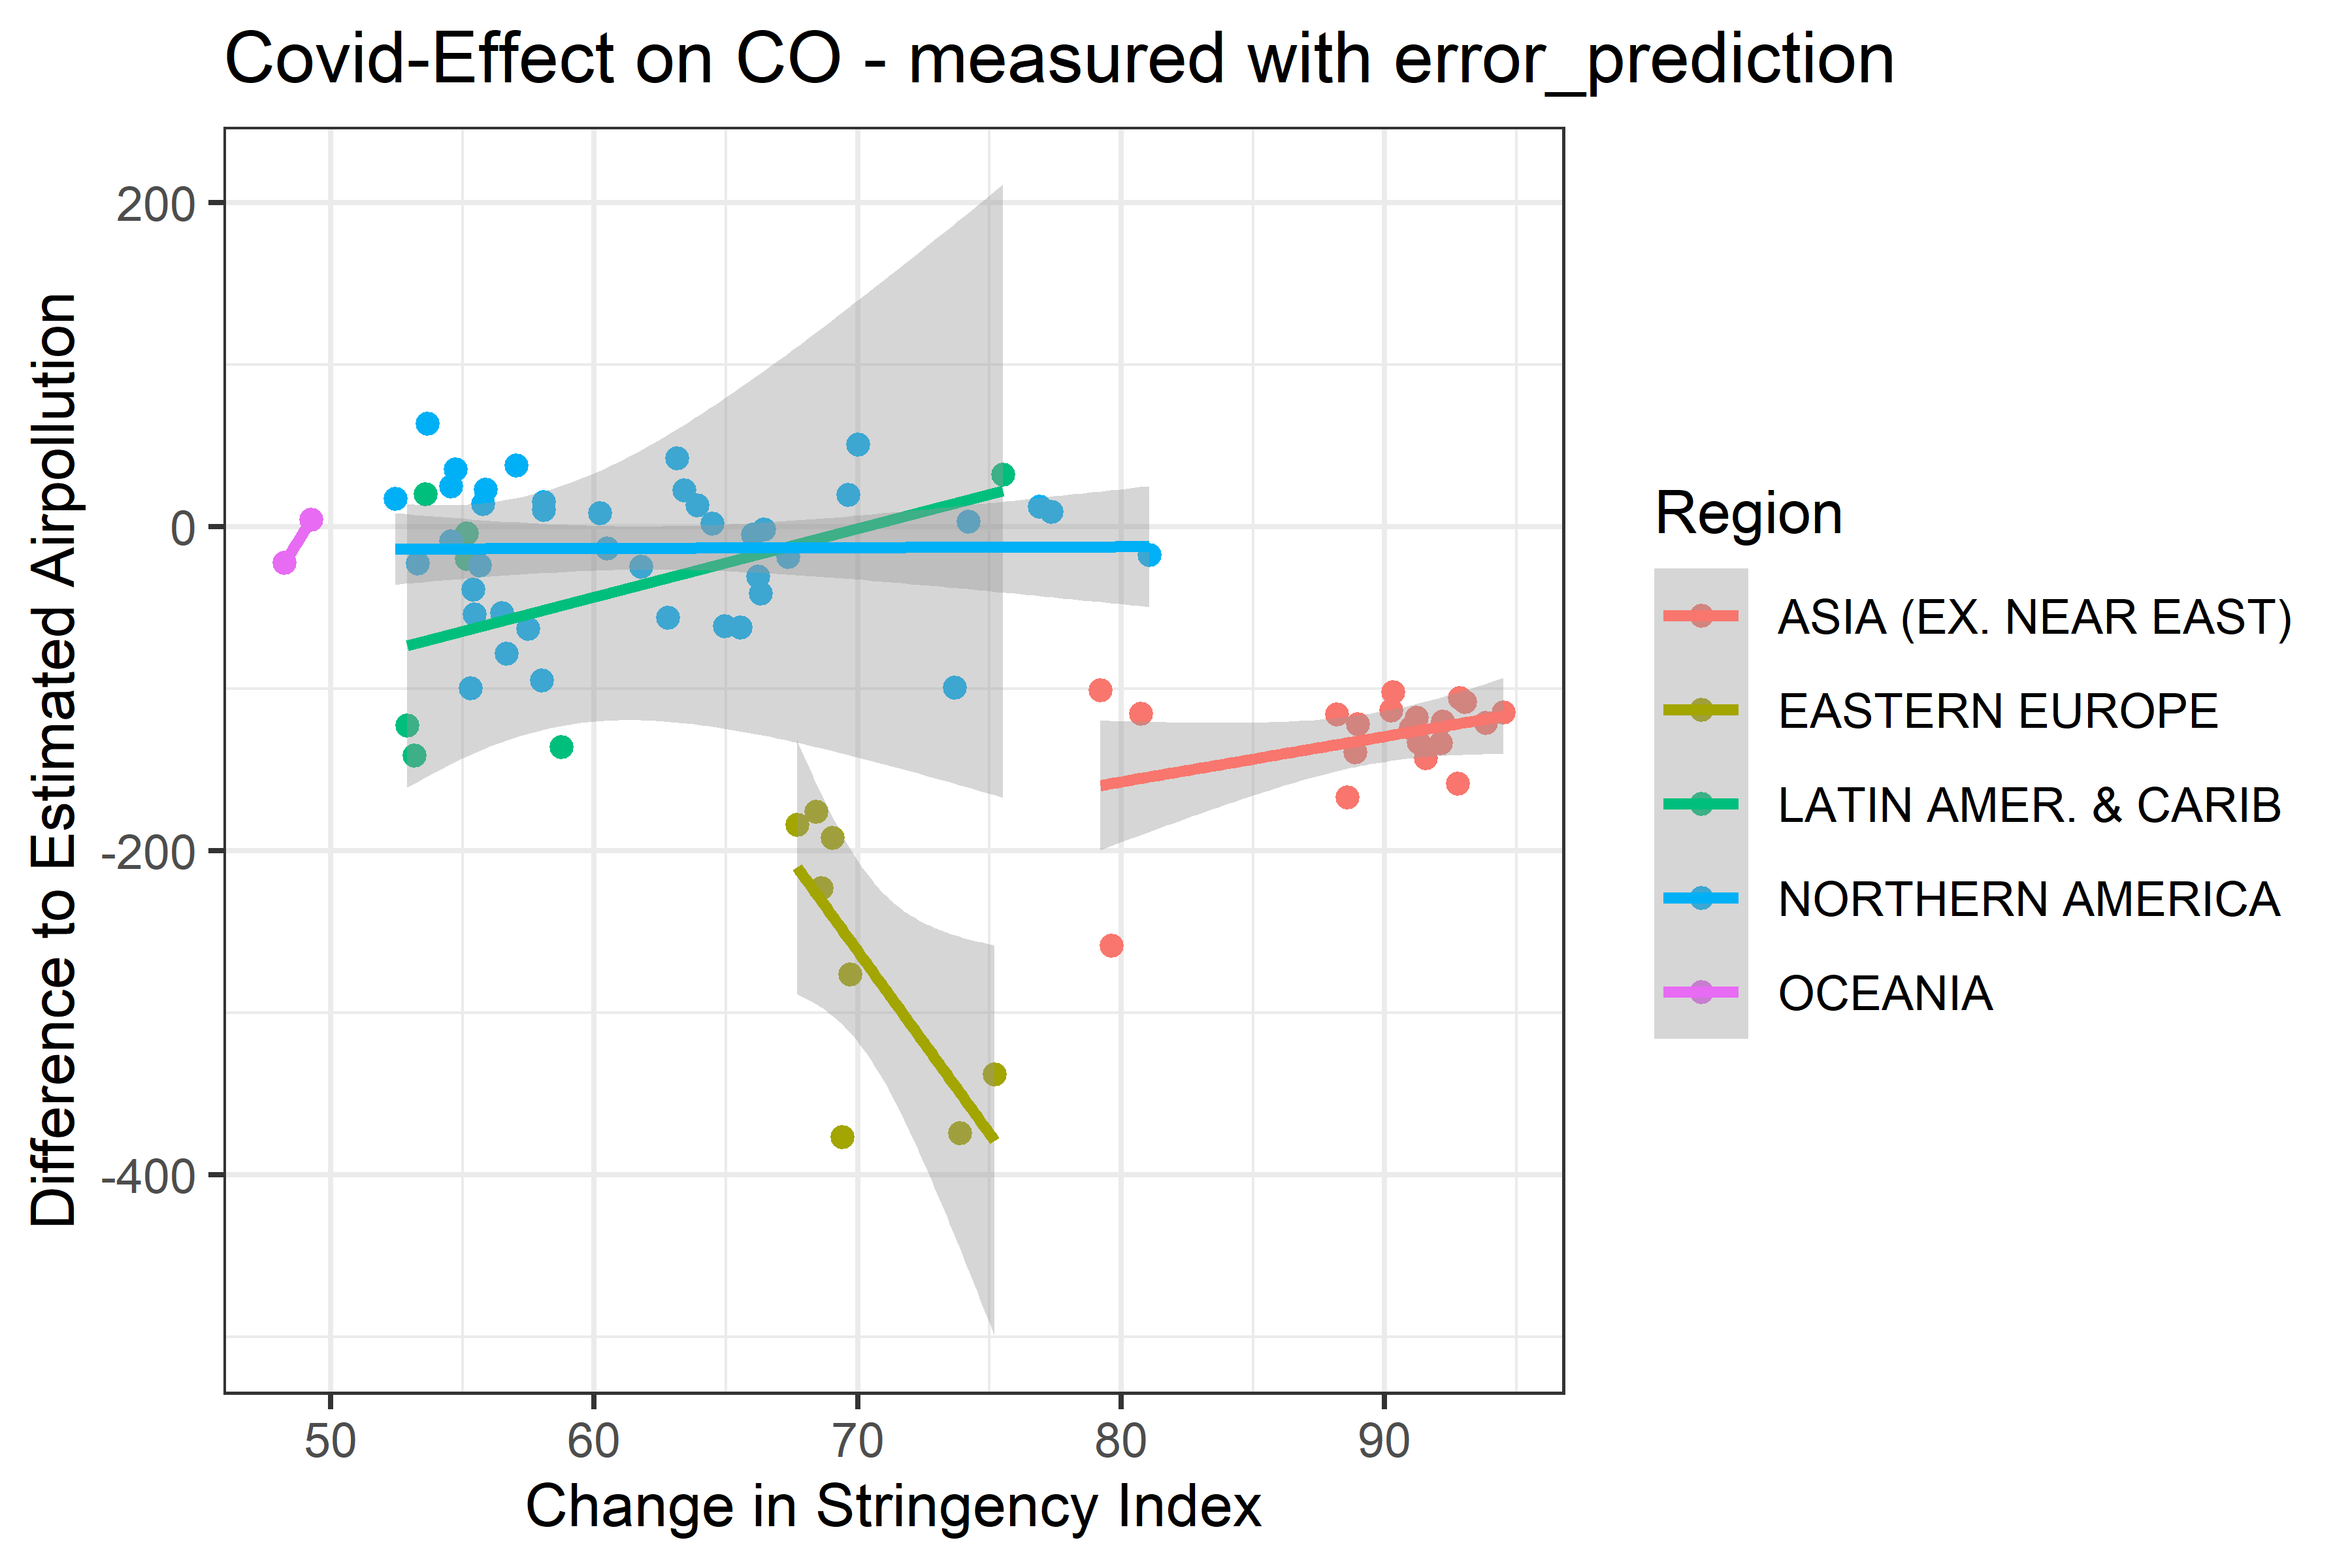 Covid-Effect on CO - measured with error_prediction
Difference to Estimated Airpollution
200
0
-200
-400
50 60 70 80 90
Change in Stringency Index
Region
ASIA (EX. NEAR EAST)
EASTERN EUROPE
LATIN AMER. & CARIB
NORTHERN AMERICA
OCEANIA